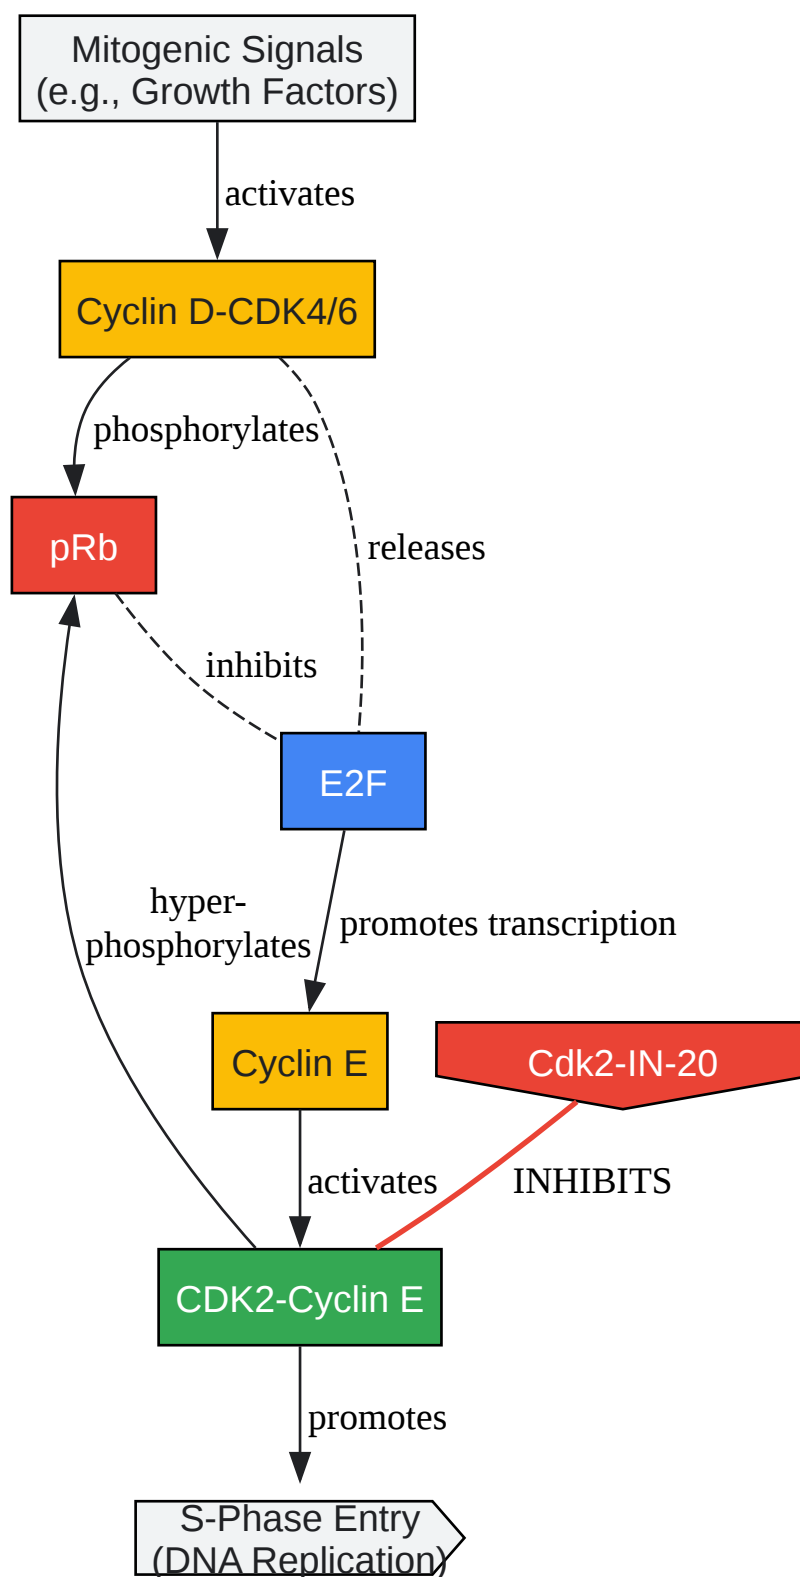 Mitogenic Signals
(e.g., Growth Factors)
activates
Cyclin D-CDK4/6
phosphorylates
pRb
releases
inhibits
E2F
hyper-
phosphorylates
promotes transcription
Cyclin E
Cdk2-IN-20
activates
INHIBITS
CDK2-Cyclin E
promotes
S-Phase Entry
(DNA Replication)